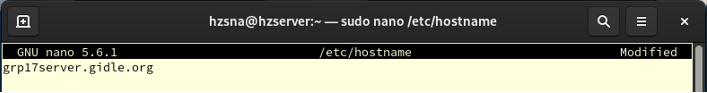 hzsna@hzserver:~ — sudo nano /etc/hostname
GNU nano 5.6.1 /etc/hostname Modified
grp17server.gidle.org